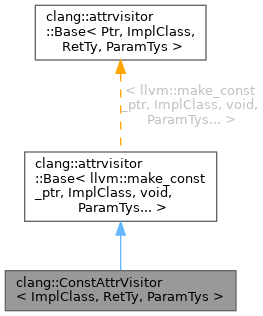 clang::attrvisitor
::Base< Ptr, ImplClass,
RetTy, ParamTys >
< llvm::make_const
_ptr, ImplClass, void,
ParamTys... >
clang::attrvisitor
::Base< llvm::make_const
_ptr, ImplClass, void,
ParamTys... >
clang::ConstAttrVisitor
< ImplClass, RetTy, ParamTys >